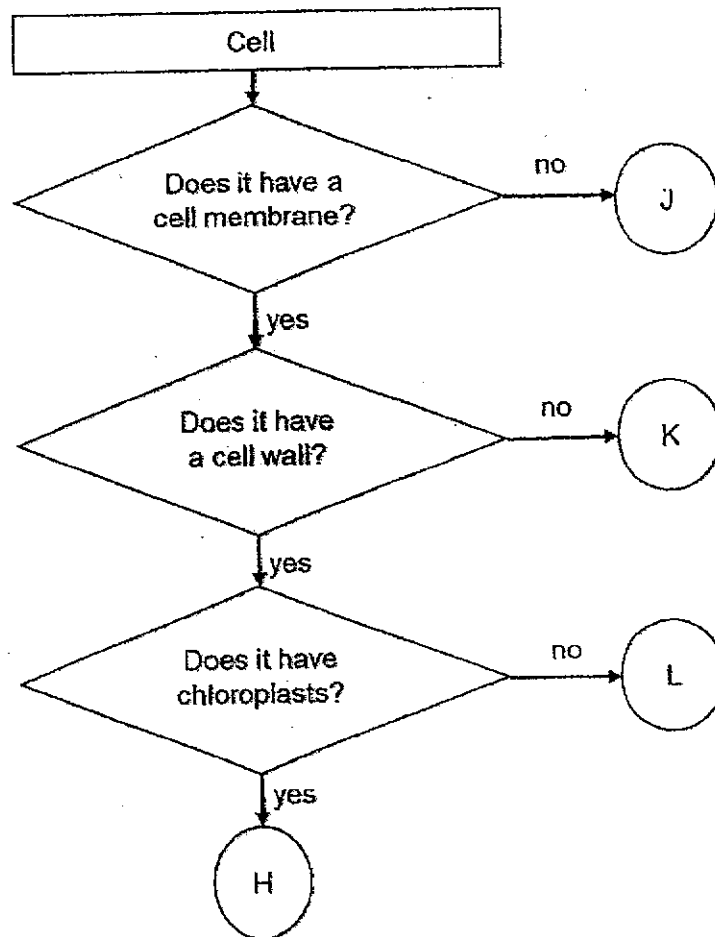 Cell
Does it have a
cell membrane?
no
J
yes
Does it have
a cell wall?
no
K
yes
Does it have
chloroplasts?
no
L
yes
H